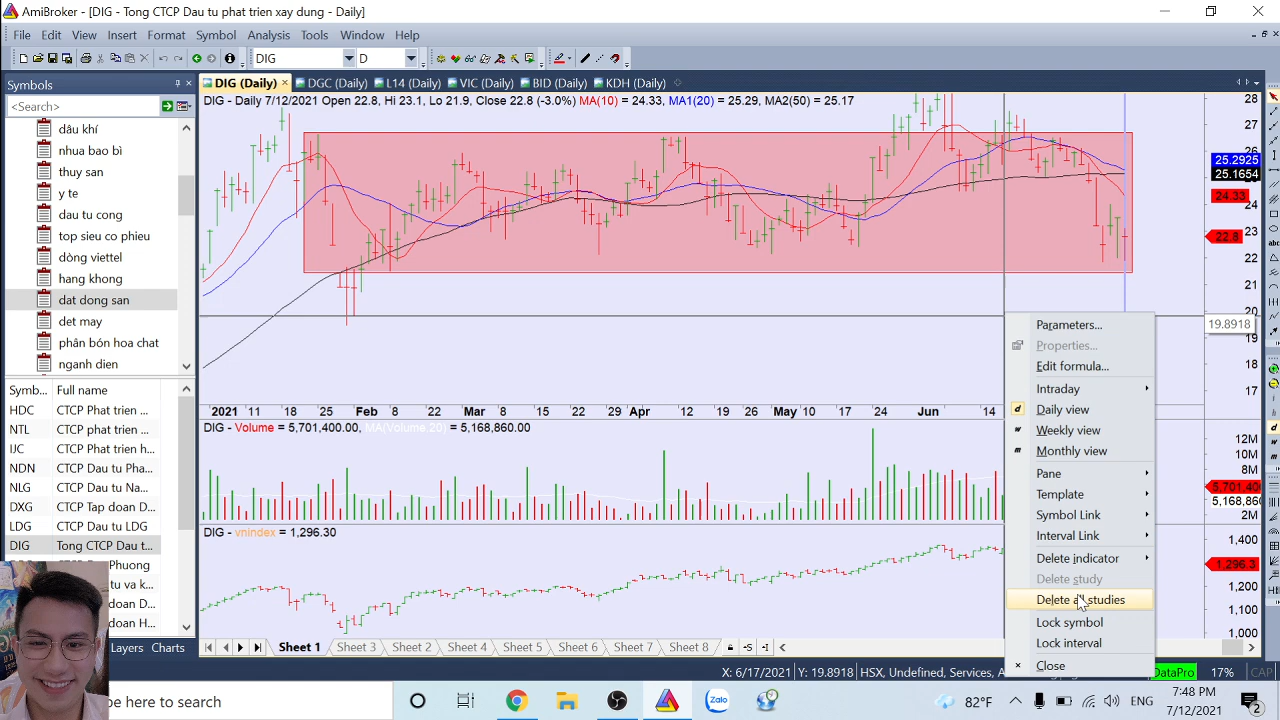 AmiBroker - [DIG - Tong CTCP Dau tu phat trien xay dung - Daily]
File Edit View Insert Format Symbol Analysis Tools Window Help
DIG D
Symbols
<Search>
dâu khí
nhua bao bì
thuy san
y te
dau tu cong
top sieu co phieu
dòng viettel
hang không
dat dong san
det may
phân bón hoa chat
nganh dien
Symb... Full name
HDC CTCP Phat trien ...
NTL CTCP Phat trien ...
IJC CTCP Phat trien h...
NDN CTCP Dau tu Pha...
NLG CTCP Dau tu Na...
DXG CTCP Tap doan D...
LDG CTCP Dau tu LDG
DIG Tong CTCP Dau t...
Phuong
tu va k...
doan D...
Layers Charts
DIG (Daily) DGC (Daily) L14 (Daily) VIC (Daily) BID (Daily) KDH (Daily)
DIG - Daily 7/12/2021 Open 22.8, Hi 23.1, Lo 21.9, Close 22.8 (-3.0%) MA(10) = 24.33, MA1(20) = 25.29, MA2(50) = 25.17
28
27
26
25.2925
25.1654
24.33
24
23
22.8
22
21
20
19.8918
19
18
17
2021 11 18 25 Feb 8 22 Mar 8 15 22 29 Apr 12 19 26 May 10 17 24 Jun 14
DIG - Volume = 5,701,400.00, MA(Volume,20) = 5,168,860.00
12M
10M
8M
5,701,40
5,168,86
2M
DIG - vnindex = 1,296.30
1,400
1,296.3
1,200
1,100
1,000
Parameters...
Properties...
Edit formula...
Intraday
d Daily view
w Weekly view
m Monthly view
Pane
Template
Symbol Link
Interval Link
Delete indicator
Delete study
Delete all studies
Lock symbol
Lock interval
Close
Sheet 1 Sheet 3 Sheet 2 Sheet 4 Sheet 5 Sheet 6 Sheet 7 Sheet 8
X: 6/17/2021 Y: 19.8918 HSX, Undefined, Services, A DataPro 17% CAP
here to search
Zalo
82°F ENG
7:48 PM
7/12/2021
2